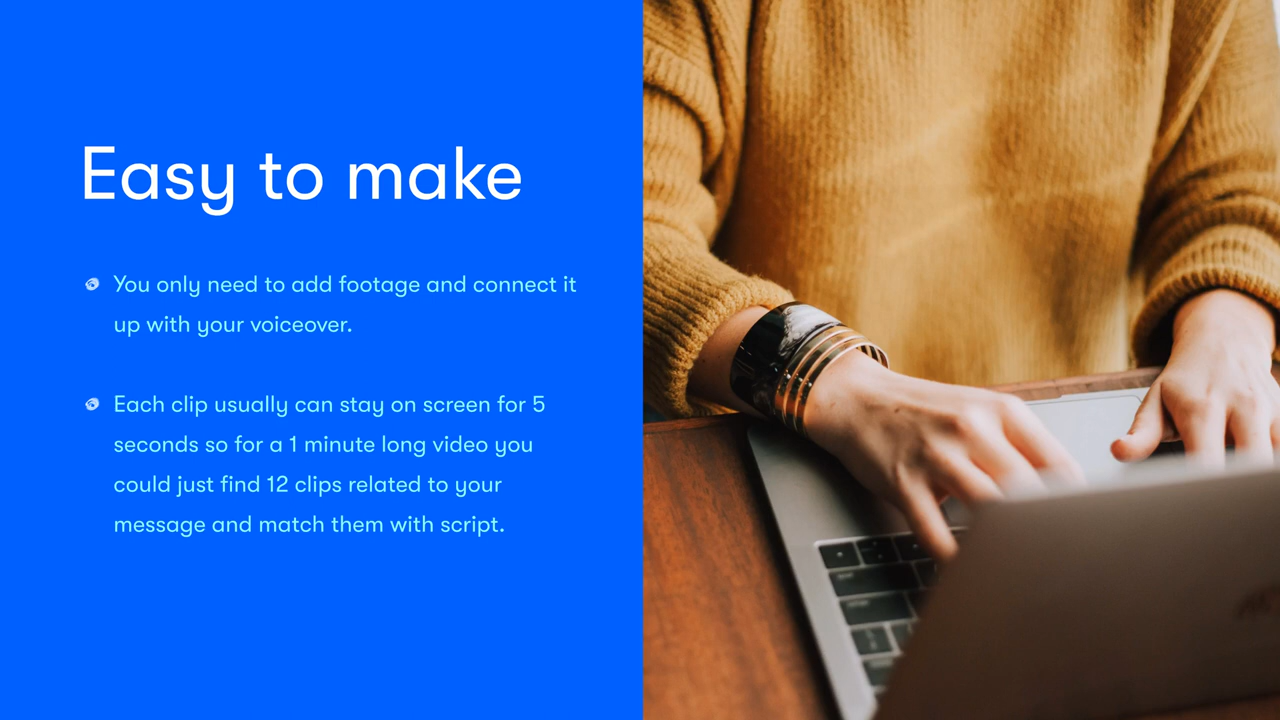 Easy to make
You only need to add footage and connect it
up with your voiceover.
Each clip usually can stay on screen for 5
seconds so for a 1 minute long video you
could just find 12 clips related to your
message and match them with script.